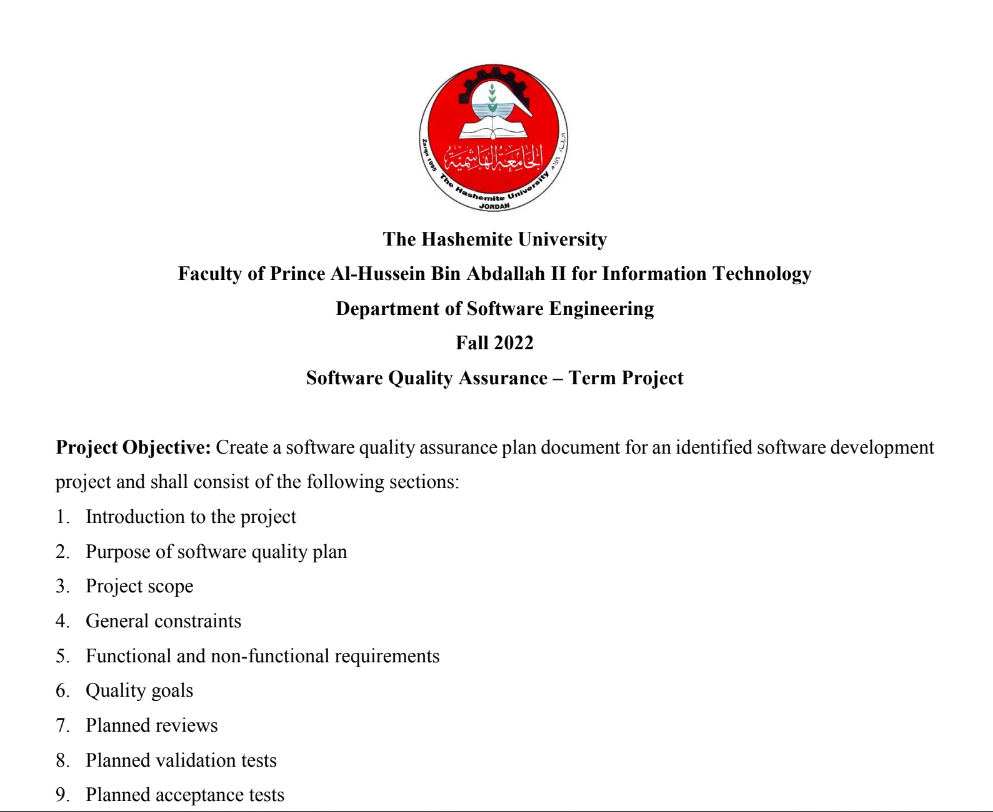 الجامعة الهاشمية
Zarqa 1995
The Hashemite University
JORDAN
The Hashemite University
Faculty of Prince Al-Hussein Bin Abdallah II for Information Technology
Department of Software Engineering
Fall 2022
Software Quality Assurance – Term Project
Project Objective: Create a software quality assurance plan document for an identified software development
project and shall consist of the following sections:
1. Introduction to the project
2. Purpose of software quality plan
3. Project scope
4. General constraints
5. Functional and non-functional requirements
6. Quality goals
7. Planned reviews
8. Planned validation tests
9. Planned acceptance tests